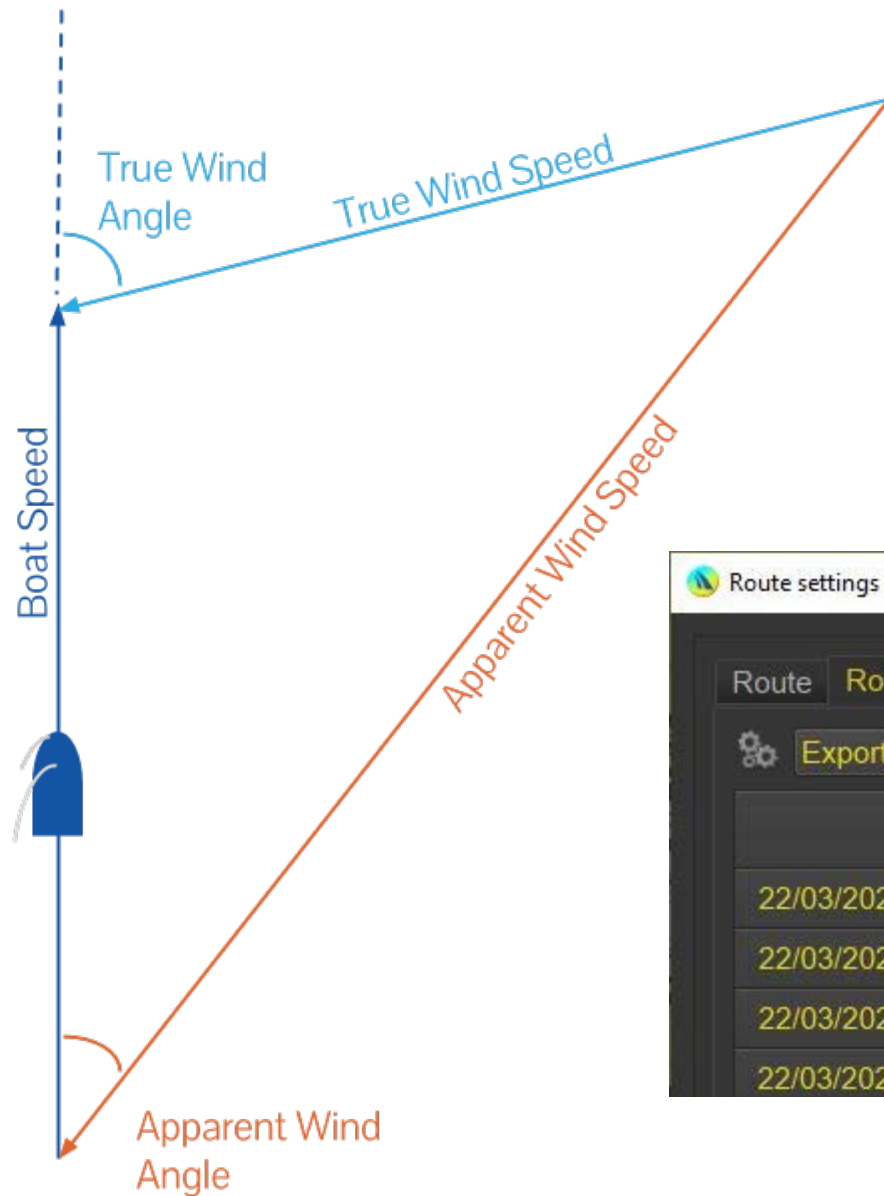 True Wind
Angle
True Wind Speed
Boat Speed
Apparent Wind Speed
Apparent Wind
Angle
Route settings
Route
Export
22/03/202
22/03/202
22/03/202
22/03/202